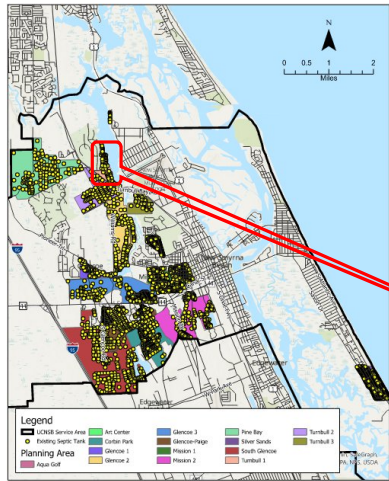 N
0 0.5 1 2
Miles
Edgewater
Legend
UCNSB Service Area
Existing Septic Tank
Planning Area
Aqua Golf
Art Center
Corbin Park
Glencoe 1
Glencoe 2
Glencoe 3
Glencoe-Paige
Mission 1
Mission 2
Pine Bay
Silver Sands
South Glencoe
Turnbull 1
Turnbull 2
Turnbull 3